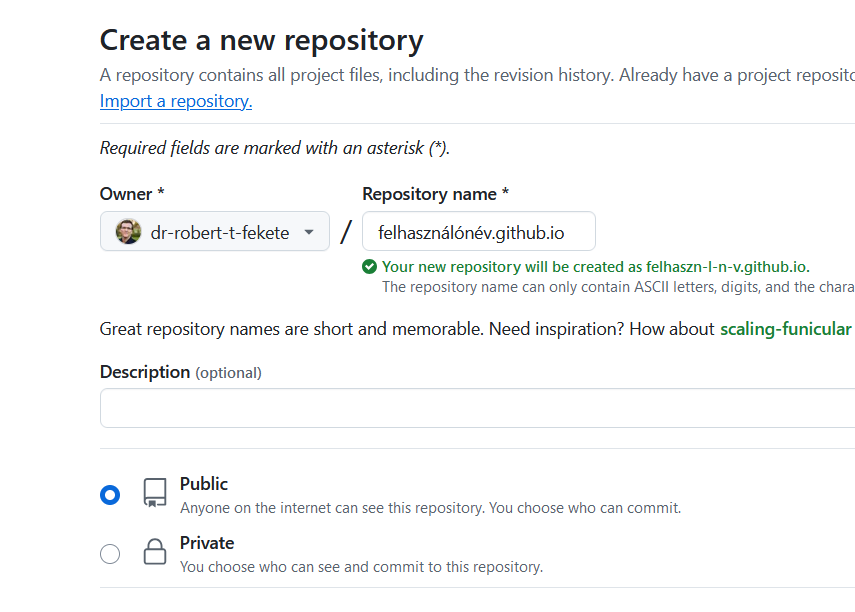 Create a new repository
A repository contains all project files, including the revision history. Already have a project
Import a repository.
Required fields are marked with an asterisk (*).
Owner *
Repository name *
dr-robert-t-fekete
/
felhasználónév.github.io
Your new repository will be created as felhaszn-l-n-v.github.io.
The repository name can only contain ASCII letters, digits, and the
Great repository names are short and memorable. Need inspiration? How about scaling-funicular
Description (optional)
Public
Anyone on the internet can see this repository. You choose who can commit.
Private
You choose who can see and commit to this repository.